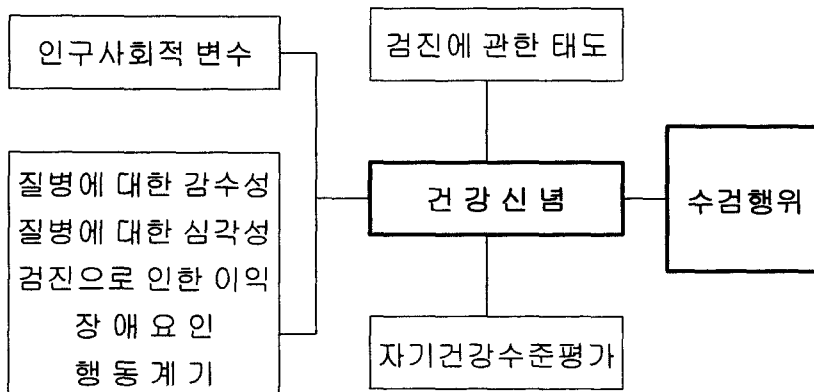 인구사회적 변수
검진에 관한 태도
질병에 대한 감수성
질병에 대한 심각성
검진으로 인한 이익
장 애 요 인
행 동 계 기
건 강 신 념
수검행위
자기건강수준평가